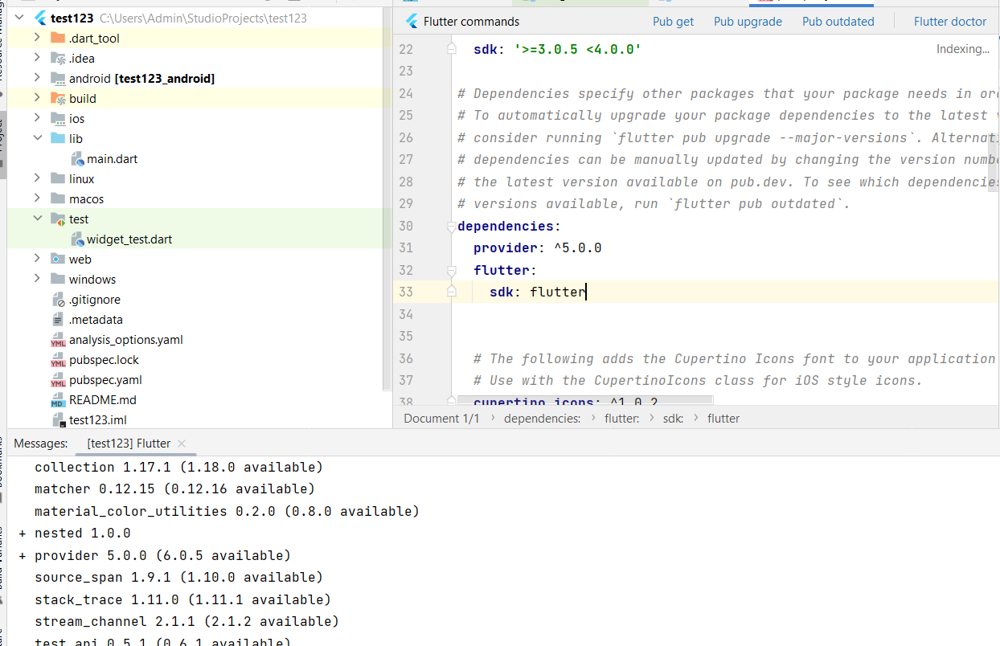 test123 C:\Users\Admin\StudioProjects\test123
.dart_tool
.idea
android [test123_android]
build
ios
lib
main.dart
linux
macos
test
widget_test.dart
web
windows
.gitignore
.metadata
analysis_options.yaml
pubspec.lock
pubspec.yaml
README.md
test123.iml
Flutter commands Pub get Pub upgrade Pub outdated Flutter doctor
Indexing...
22 sdk: '>=3.0.5 <4.0.0'
23
24 # Dependencies specify other packages that your package needs in
25 # To automatically upgrade your package dependencies to the latest
26 # consider running `flutter pub upgrade --major-versions`.
27 # dependencies can be manually updated by changing the version
28 # the latest version available on pub.dev. To see which dependencies
29 # versions available, run `flutter pub outdated`.
30 dependencies:
31 provider: ^5.0.0
32 flutter:
33 sdk: flutter
34
35
36 # The following adds the Cupertino Icons font to your application
37 # Use with the CupertinoIcons class for iOS style icons.
38 cupertino_icons: ^1.0.2
Document 1/1 › dependencies: › flutter: › sdk: › flutter
Messages: [test123] Flutter
collection 1.17.1 (1.18.0 available)
matcher 0.12.15 (0.12.16 available)
material_color_utilities 0.2.0 (0.8.0 available)
+ nested 1.0.0
+ provider 5.0.0 (6.0.5 available)
source_span 1.9.1 (1.10.0 available)
stack_trace 1.11.0 (1.11.1 available)
stream_channel 2.1.1 (2.1.2 available)
test_api 0.5.1 (0.6.1 available)